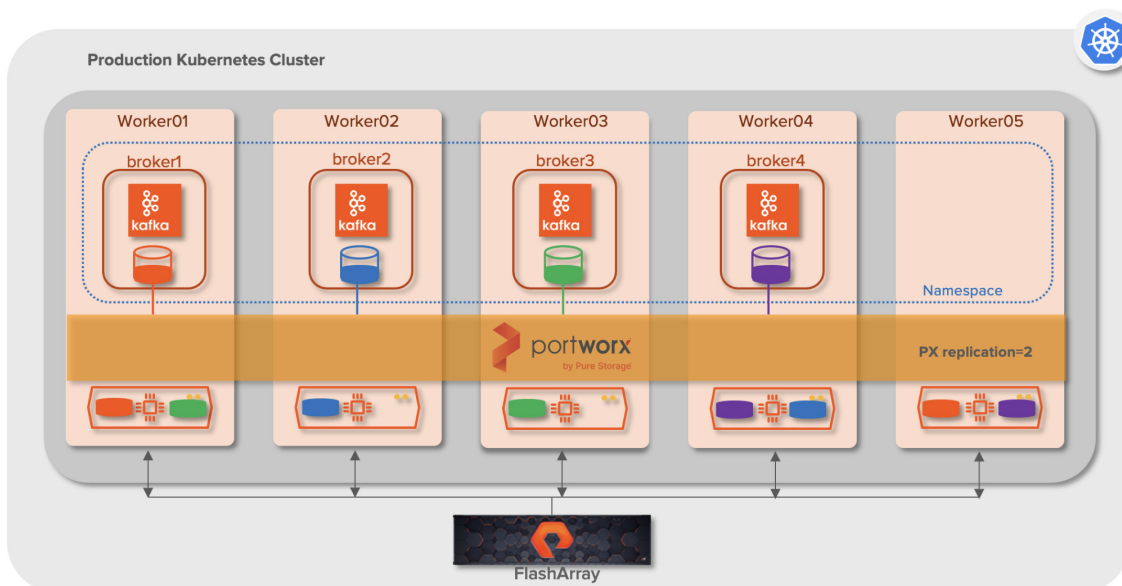 Production Kubernetes Cluster
Worker01
Worker02
Worker03
Worker04
Worker05
broker1
broker2
broker3
broker4
kafka
kafka
kafka
kafka
Namespace
portworx
by Pure Storage
PX replication=2
FlashArray